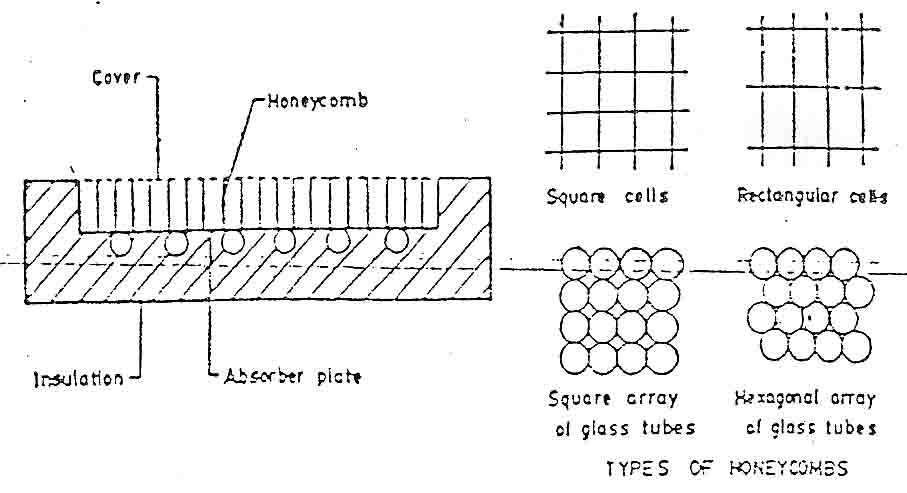 Cover
Honeycomb
Insulation
Absorber plate
Square cells
Rectangular cells
Square array
of glass tubes
Hexagonal array
of glass tubes
TYPES OF HONEYCOMBS